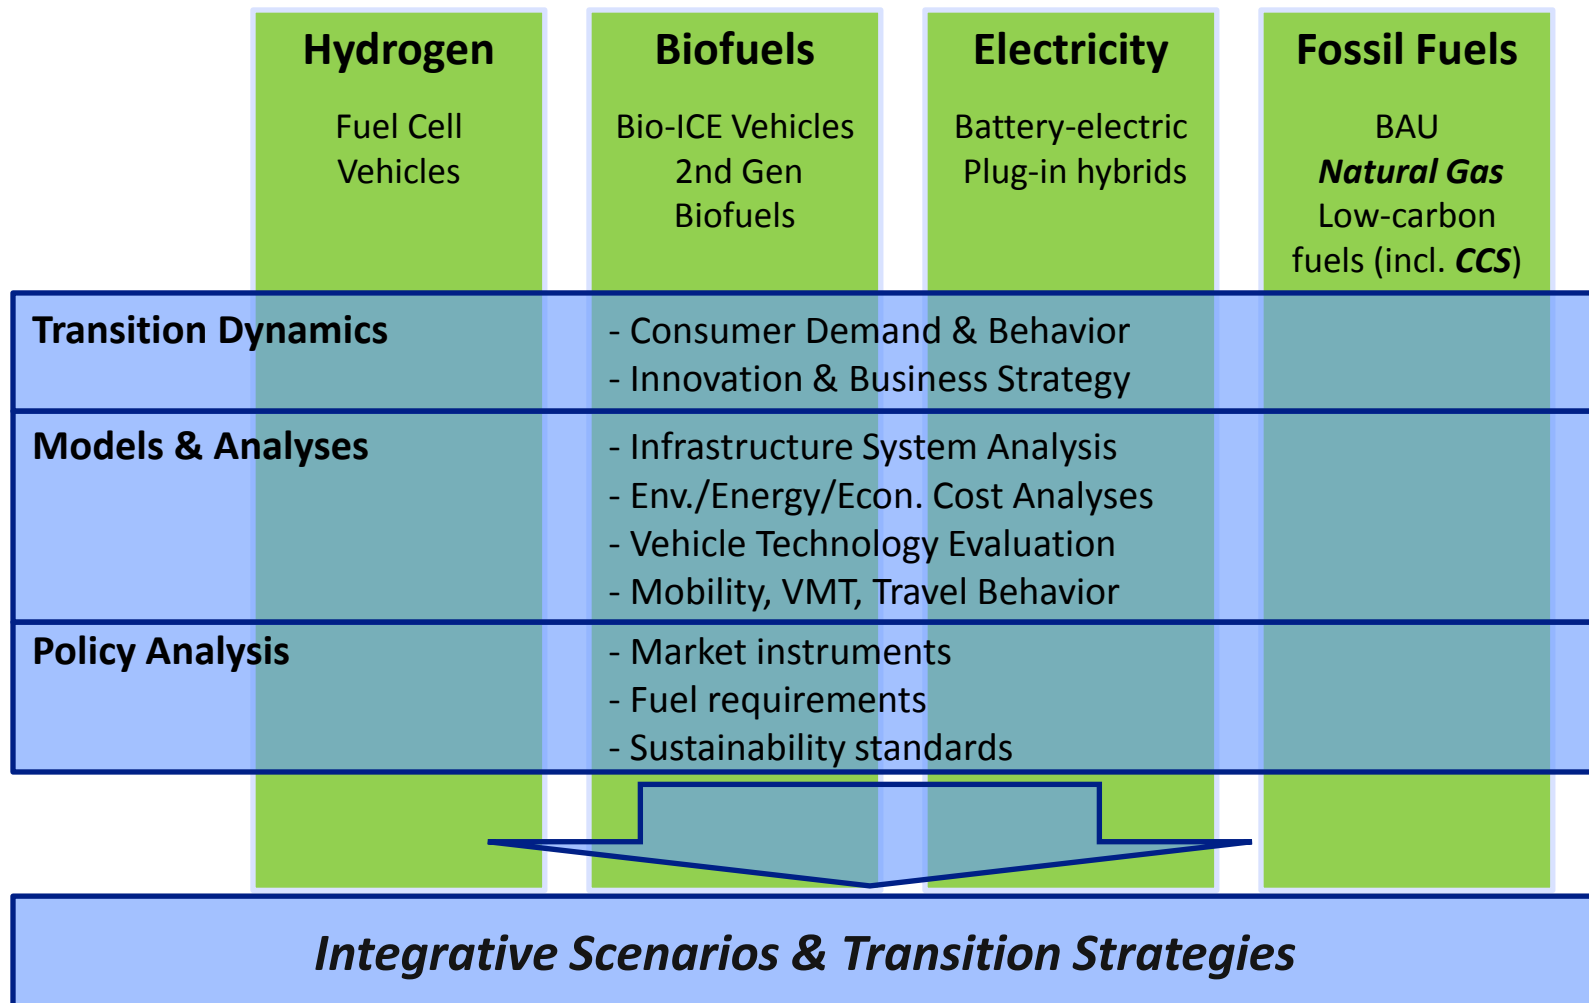 Hydrogen
Fuel Cell
Vehicles
Biofuels
Bio-ICE Vehicles
2nd Gen
Biofuels
Electricity
Battery-electric
Plug-in hybrids
Fossil Fuels
BAU
Natural Gas
Low-carbon
fuels (incl. CCS)
Transition Dynamics
- Consumer Demand & Behavior
- Innovation & Business Strategy
Models & Analyses
- Infrastructure System Analysis
- Env./Energy/Econ. Cost Analyses
- Vehicle Technology Evaluation
- Mobility, VMT, Travel Behavior
Policy Analysis
- Market instruments
- Fuel requirements
- Sustainability standards
Integrative Scenarios & Transition Strategies